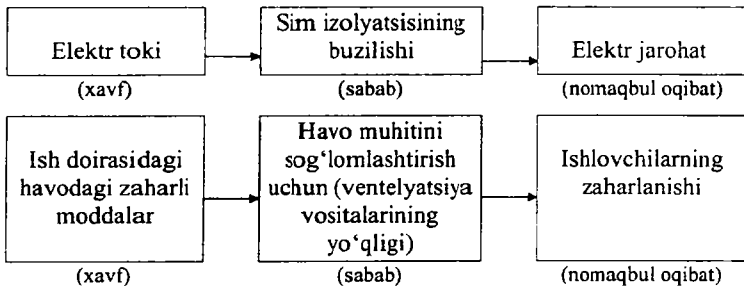 Elektr toki
Sim izolyatsisining
buzilishi
Elektr jarohat
(xavf)
(sabab)
(nomaqbul oqibat)
Ish doirasidagi
havodagi zaharli
moddalar
Havo muhitini
sog‘lomlashtirish
uchun (ventelyatsiya
vositalarining
yo‘qligi)
Ishlovchilarning
zaharlanishi
(xavf)
(sabab)
(nomaqbul oqibat)